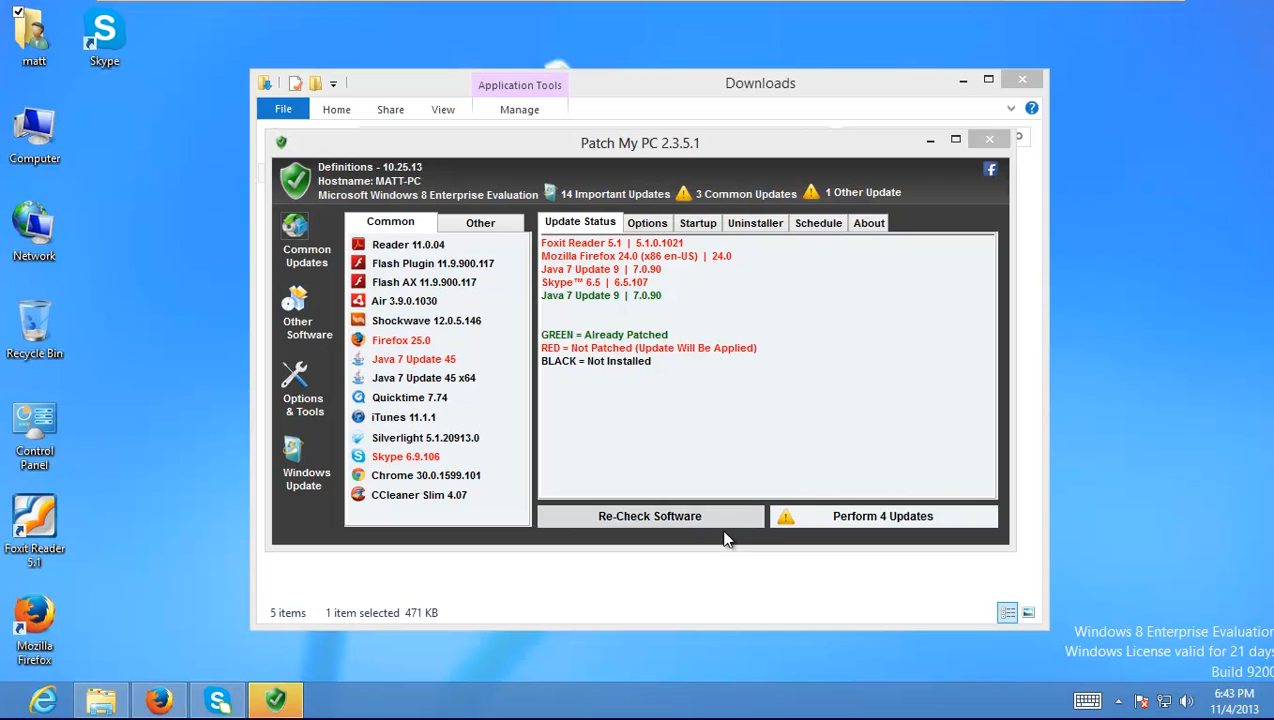 matt
Skype
Computer
Network
Recycle Bin
Control
Panel
Foxit Reader
5.1
Mozilla
Firefox
Application Tools
Downloads
File
Home
Share
View
Manage
Patch My PC 2.3.5.1
Definitions - 10.25.13
Hostname: MATT-PC
Microsoft Windows 8 Enterprise Evaluation
14 Important Updates
3 Common Updates
1 Other Update
Common
Updates
Other
Software
Options
& Tools
Windows
Update
Common
Other
Reader 11.0.04
Flash Plugin 11.9.900.117
Flash AX 11.9.900.117
Air 3.9.0.1030
Shockwave 12.0.5.146
Firefox 25.0
Java 7 Update 45
Java 7 Update 45 x64
Quicktime 7.74
iTunes 11.1.1
Silverlight 5.1.20913.0
Skype 6.9.106
Chrome 30.0.1599.101
CCleaner Slim 4.07
Update Status
Options
Startup
Uninstaller
Schedule
About
Foxit Reader 5.1 | 5.1.0.1021
Mozilla Firefox 24.0 (x86 en-US) | 24.0
Java 7 Update 9 | 7.0.90
Skype™ 6.5 | 6.5.107
Java 7 Update 9 | 7.0.90
GREEN = Already Patched
RED = Not Patched (Update Will Be Applied)
BLACK = Not Installed
Re-Check Software
Perform 4 Updates
5 items
1 item selected 471 KB
Windows 8 Enterprise Evaluation
Windows License valid for 21 days
Build 9200
6:43 PM
11/4/2013